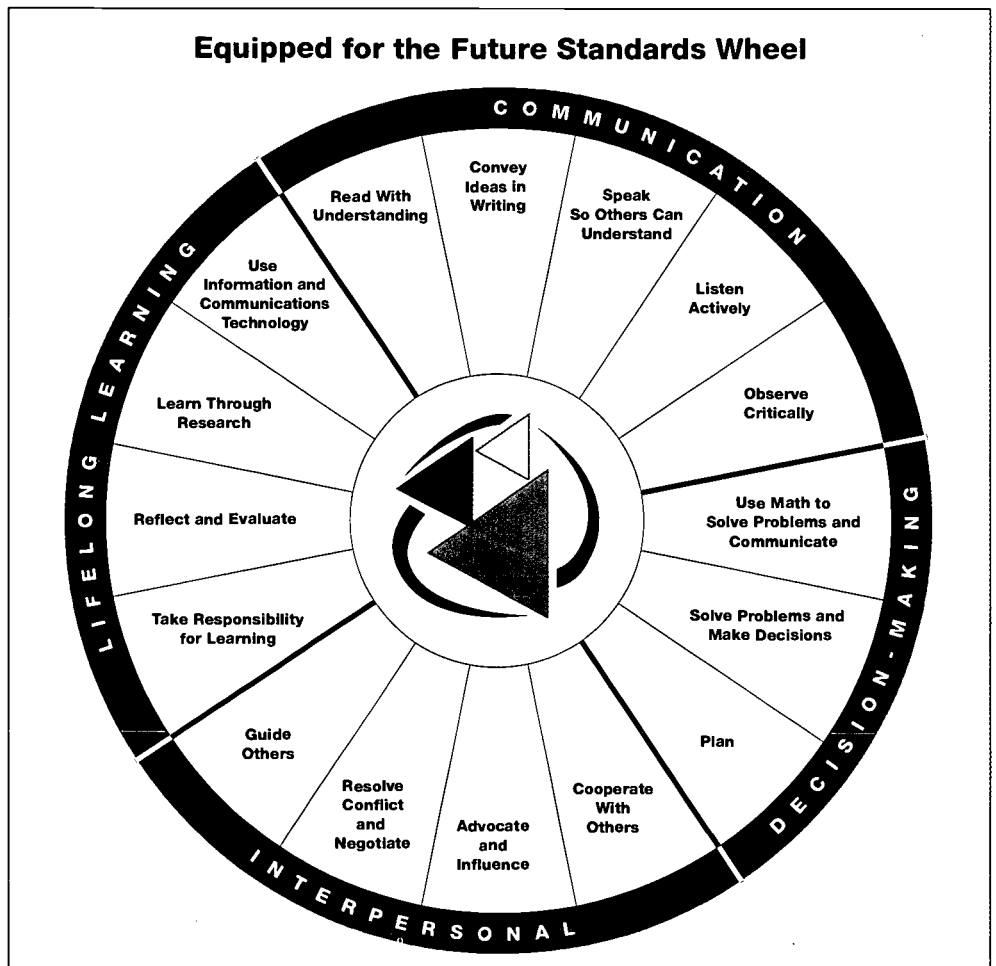 Equipped for the Future Standards Wheel
COMMUNICATION
Read With
Understanding
Convey
Ideas in
Writing
Speak
So Others Can
Understand
Listen
Actively
Observe
Critically
DECISION-MAKING
Use Math to
Solve Problems and
Communicate
Solve Problems and
Make Decisions
Plan
INTERPERSONAL
Cooperate
With
Others
Advocate
and
Influence
Resolve
Conflict
and
Negotiate
Guide
Others
LIFELONG LEARNING
Take Responsibility
for Learning
Reflect and Evaluate
Learn Through
Research
Use
Information and
Communications
Technology